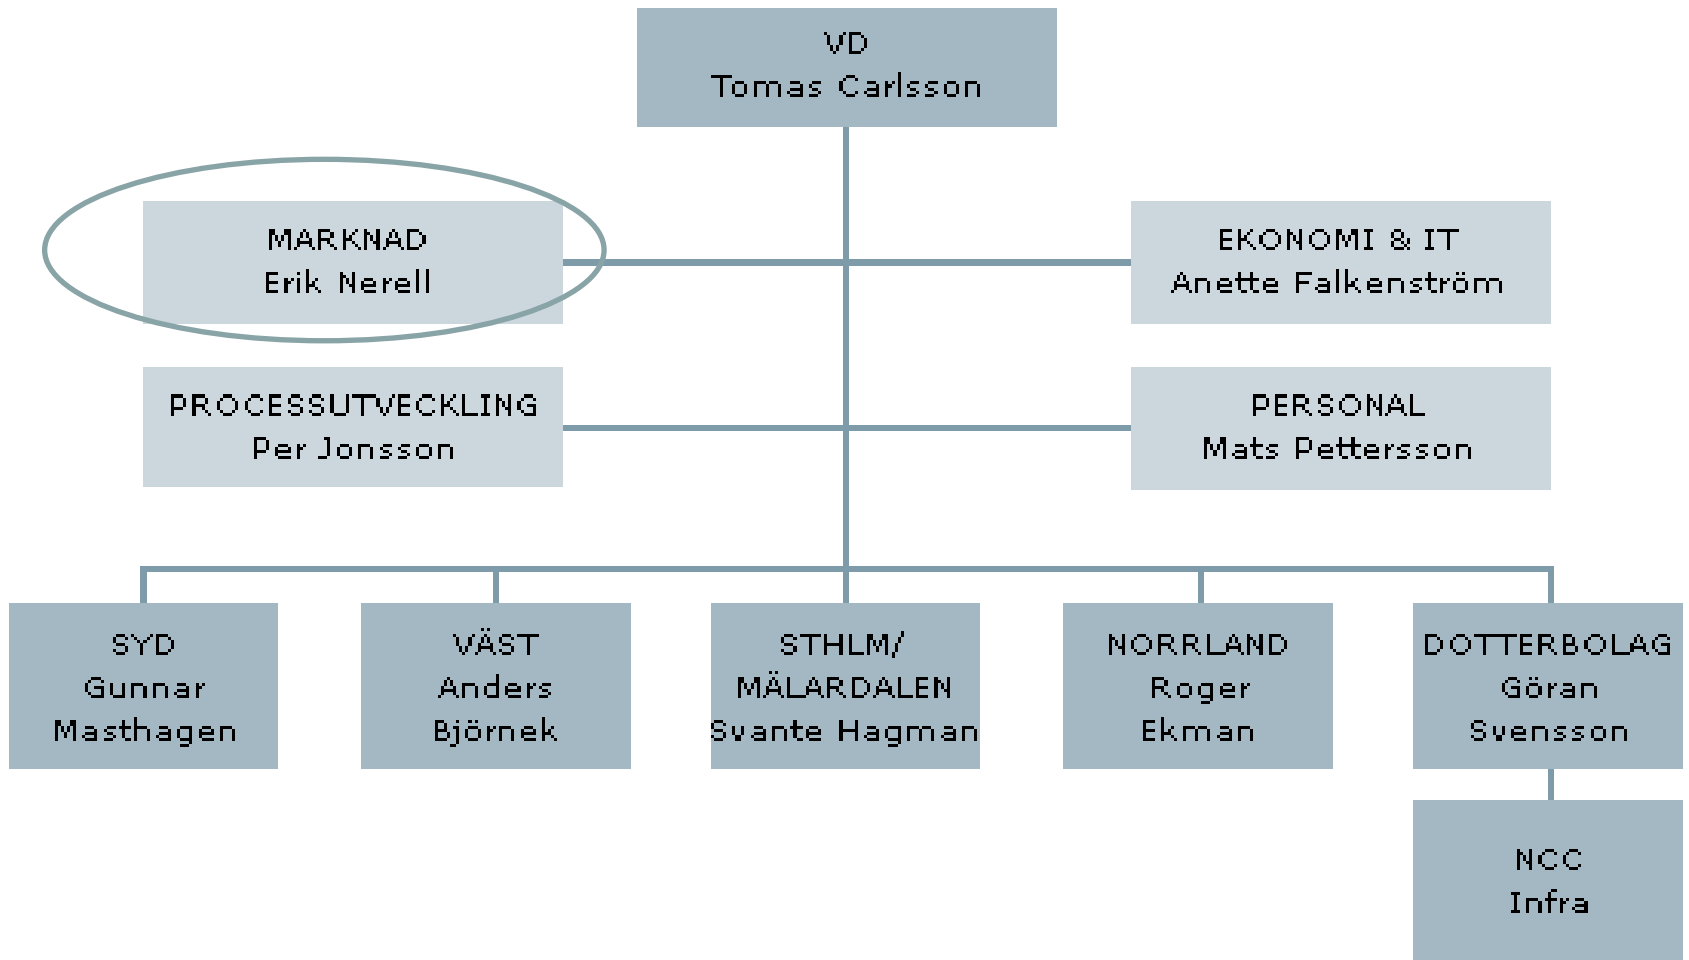 VD
Tomas Carlsson
MARKNAD
Erik Nerell
EKONOMI & IT
Anette Falkenström
PROCESSUTVECKLING
Per Jonsson
PERSONAL
Mats Pettersson
SYD
Gunnar
Masthagen
VÄST
Anders
Björnek
STHLM/
MÄLARDALEN
Svante Hagman
NORRLAND
Roger
Ekman
DOTTERBOLAG
Göran
Svensson
NCC
Infra